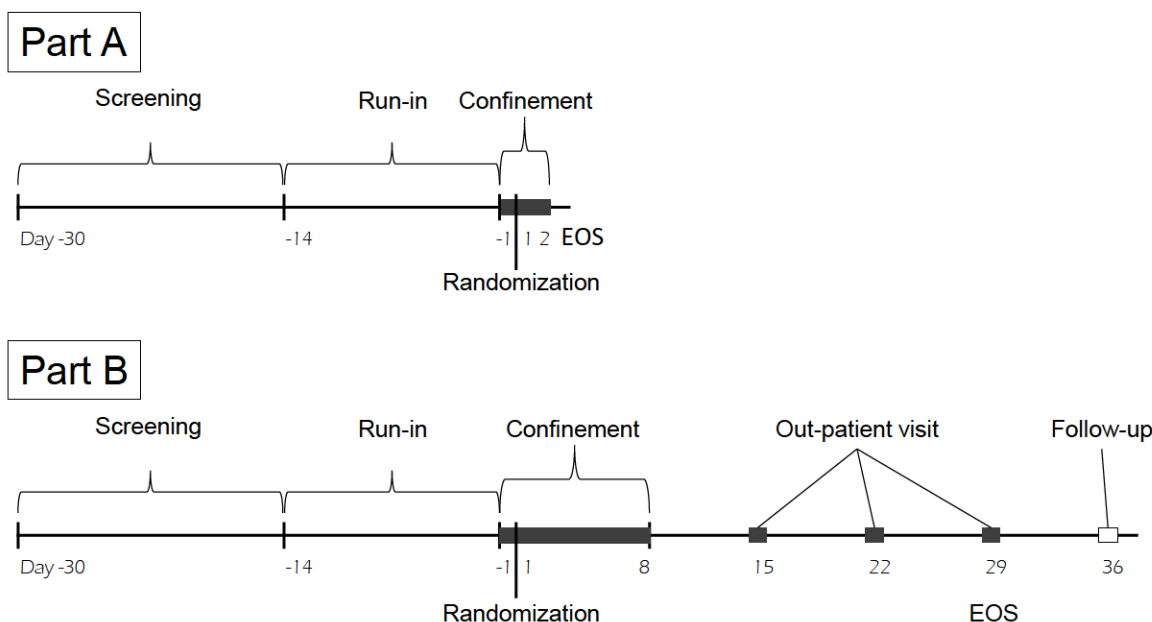 Part A
Screening Run-in Confinement
Day -30 -14 -1 1 2 EOS
Randomization
Part B
Screening Run-in Confinement Out-patient visit Follow-up
Day -30 -14 -1 1 8 15 22 29 36
Randomization EOS